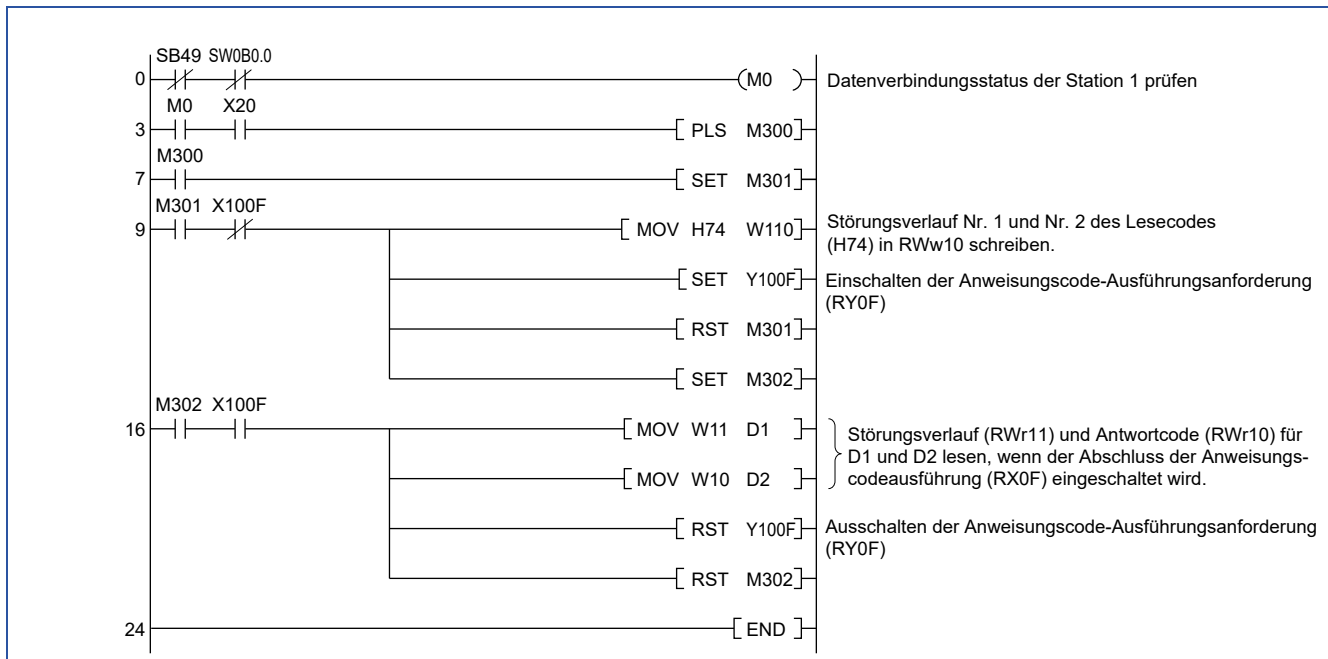 SB49 SW0B0.0
0 (M0 ) Datenverbindungsstatus der Station 1 prüfen
M0 X20
3 [ PLS M300]
M300
7 [ SET M301]
M301 X100F
9 [ MOV H74 W110] Störungsverlauf Nr. 1 und Nr. 2 des Lesecodes
(H74) in RWw10 schreiben.
[ SET Y100F] Einschalten der Anweisungscode-Ausführungsanforderung
(RY0F)
[ RST M301]
[ SET M302]
M302 X100F
16 [ MOV W11 D1 ] Störungsverlauf (RWr11) und Antwortcode (RWr10) für
D1 und D2 lesen, wenn der Abschluss der Anweisungs-
[ MOV W10 D2 ] codeausführung (RX0F) eingeschaltet wird.
[ RST Y100F] Ausschalten der Anweisungscode-Ausführungsanforderung
(RY0F)
[ RST M302]
24 [ END ]